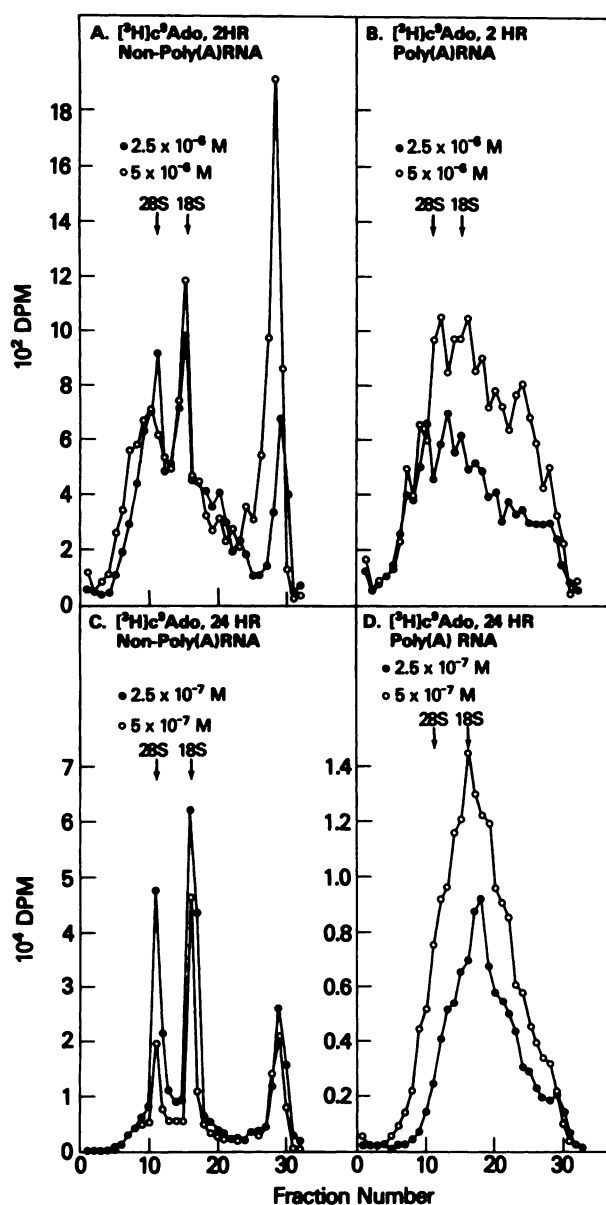 A. [³H]c⁹Ado, 2HR
Non-Poly(A)RNA
● 2.5 x 10⁻⁶ M
○ 5 x 10⁻⁶ M
28S 18S
B. [³H]c⁹Ado, 2 HR
Poly(A)RNA
● 2.5 x 10⁻⁶ M
○ 5 x 10⁻⁶ M
28S 18S
18
16
14
12
10
8
6
4
2
0
10² DPM
C. [³H]c⁹Ado, 24 HR
Non-Poly(A)RNA
● 2.5 x 10⁻⁷ M
○ 5 x 10⁻⁷ M
28S 18S
D. [³H]c⁹Ado, 24 HR
Poly(A) RNA
● 2.5 x 10⁻⁷ M
○ 5 x 10⁻⁷ M
28S 18S
7
6
5
4
3
2
1
0
10⁴ DPM
1.4
1.2
1.0
0.8
0.6
0.4
0.2
10 20 30
10 20 30
Fraction Number